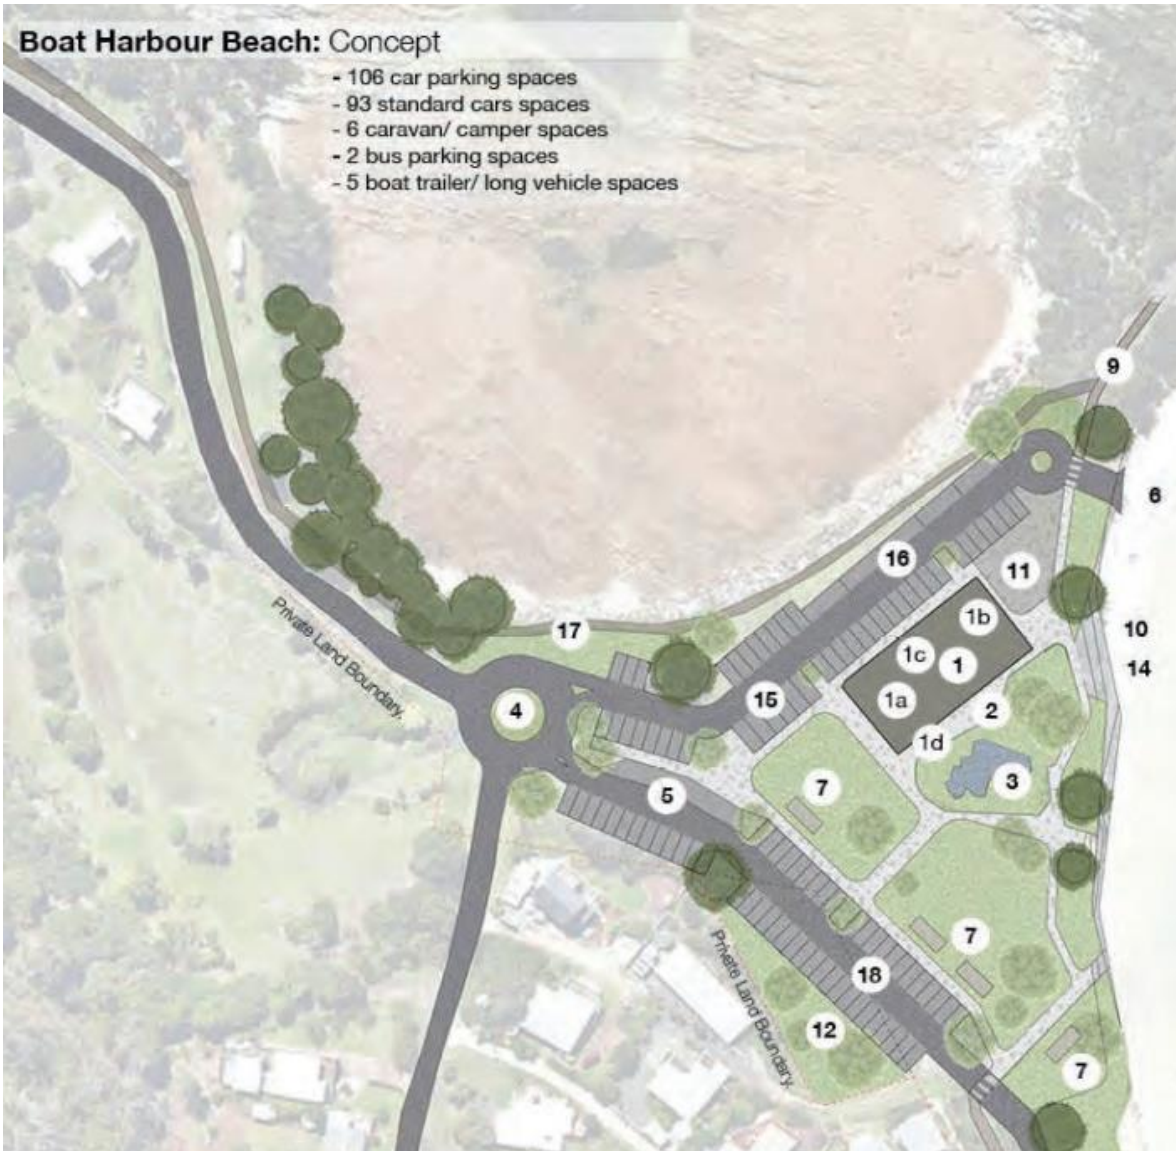 Boat Harbour Beach: Concept
- 106 car parking spaces
- 93 standard cars spaces
- 6 caravan/ camper spaces
- 2 bus parking spaces
- 5 boat trailer/ long vehicle spaces
9
6
16
11
1b
10
17
1c
1
14
15
1a
2
4
1d
3
7
5
Private Land Boundary.
7
18
12
Private Land Boundary.
7